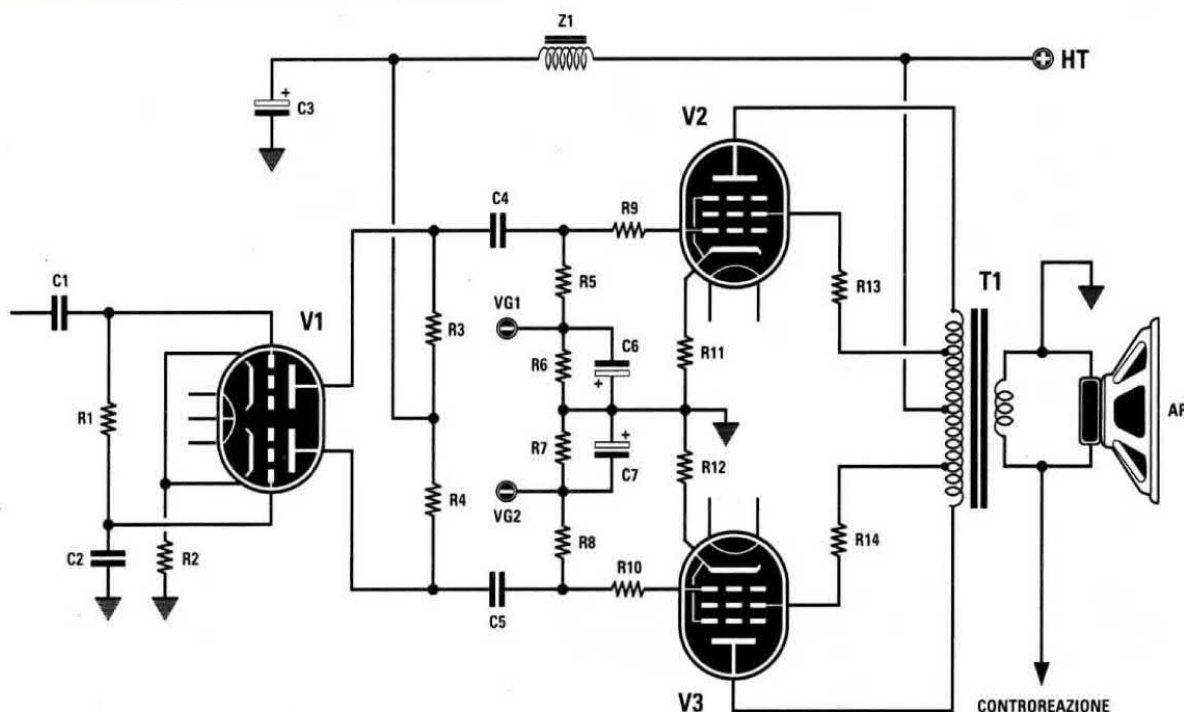 Z1
HT
C3
V2
C4
R9
C1
R5
R13
T1
V1
VG1
R3
C6
R6
R11
R1
AP
R7
C7
R12
R4
VG2
R8
R14
C2
R2
R10
C5
V3
CONTROREAZIONE